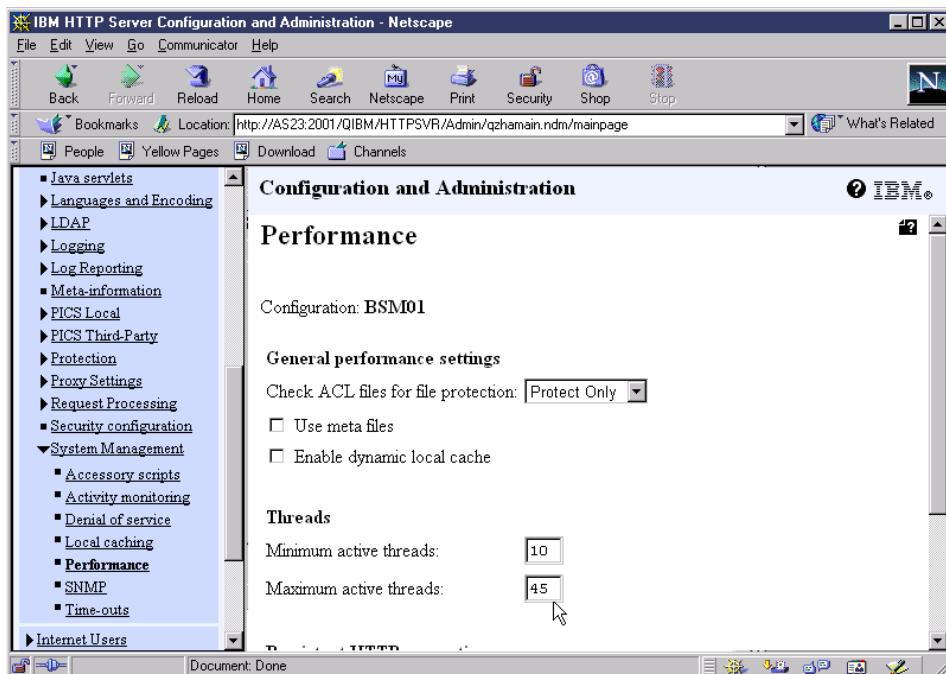 IBM HTTP Server Configuration and Administration - Netscape
File Edit View Go Communicator Help
Back Forward Reload Home Search Netscape Print Security Shop Stop
My
N
Bookmarks Location: http://AS23:2001/QIBM/HTTPSVR/Admin/qzhamain.ndm/mainpage What's Related
People Yellow Pages Download Channels
Java servlets
Languages and Encoding
LDAP
Logging
Log Reporting
Meta-information
PICS Local
PICS Third-Party
Protection
Proxy Settings
Request Processing
Security configuration
System Management
Accessory scripts
Activity monitoring
Denial of service
Local caching
Performance
SNMP
Time-outs
Internet Users
Configuration and Administration
? IBM®
Performance
?
Configuration: BSM01
General performance settings
Check ACL files for file protection: Protect Only
Use meta files
Enable dynamic local cache
Threads
Minimum active threads: 10
Maximum active threads: 45
Document: Done